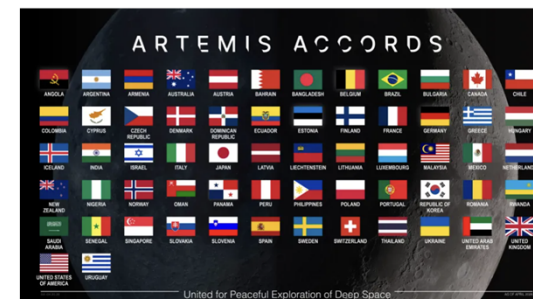 ARTEMIS ACCORDS
ANGOLA
ARGENTINA
ARMENIA
AUSTRALIA
AUSTRIA
BAHRAIN
BANGLADESH
BELGIUM
BRAZIL
BULGARIA
CANADA
CHILE
COLOMBIA
CYPRUS
CZECH
REPUBLIC
DENMARK
DOMINICAN
REPUBLIC
ECUADOR
ESTONIA
FINLAND
FRANCE
GERMANY
GREECE
HUNGARY
ICELAND
INDIA
ISRAEL
ITALY
JAPAN
LATVIA
LIECHTENSTEIN
LITHUANIA
LUXEMBOURG
MALAYSIA
MEXICO
NETHERLAND
NEW
ZEALAND
NIGERIA
NORWAY
OMAN
PANAMA
PERU
PHILIPPINES
POLAND
PORTUGAL
REPUBLIC OF
KOREA
ROMANIA
RWANDA
SAUDI
ARABIA
SENEGAL
SINGAPORE
SLOVAKIA
SLOVENIA
SPAIN
SWEDEN
SWITZERLAND
THAILAND
UKRAINE
UNITED ARAB
EMIRATES
UNITED
KINGDOM
UNITED STATES
OF AMERICA
URUGUAY
United for Peaceful Exploration of Deep Space